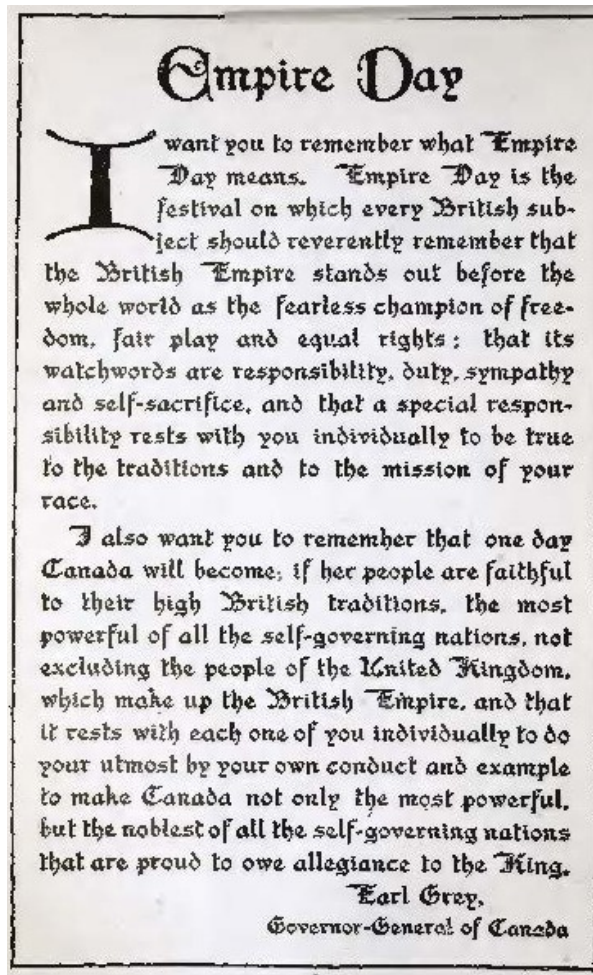 Empire Day
I want you to remember what Empire
Day means. Empire Day is the
festival on which every British sub-
ject should reverently remember that
the British Empire stands out before the
whole world as the fearless champion of free-
dom, fair play and equal rights; that its
watchwords are responsibility, duty, sympathy
and self-sacrifice, and that a special respon-
sibility rests with you individually to be true
to the traditions and to the mission of your
race.
I also want you to remember that one day
Canada will become, if her people are faithful
to their high British traditions, the most
powerful of all the self-governing nations, not
excluding the people of the United Kingdom,
which make up the British Empire, and that
it rests with each one of you individually to do
your utmost by your own conduct and example
to make Canada not only the most powerful,
but the noblest of all the self-governing nations
that are proud to owe allegiance to the King.
Earl Grey,
Governor-General of Canada